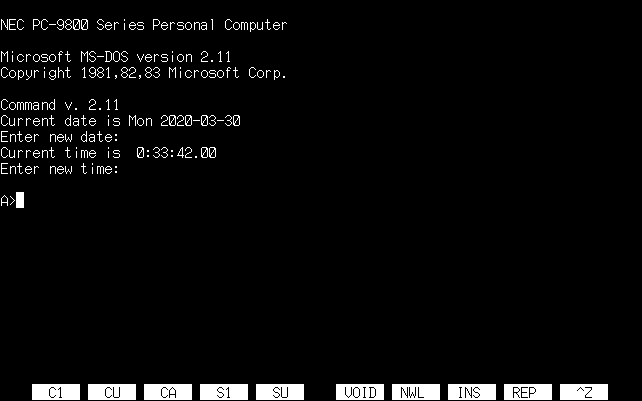 NEC PC-9800 Series Personal Computer
Microsoft MS-DOS version 2.11
Copyright 1981,82,83 Microsoft Corp.
Command v. 2.11
Current date is Mon 2020-03-30
Enter new date:
Current time is  0:33:42.00
Enter new time:
A>
C1 CU CA S1 SU VOID NWL INS REP ^Z